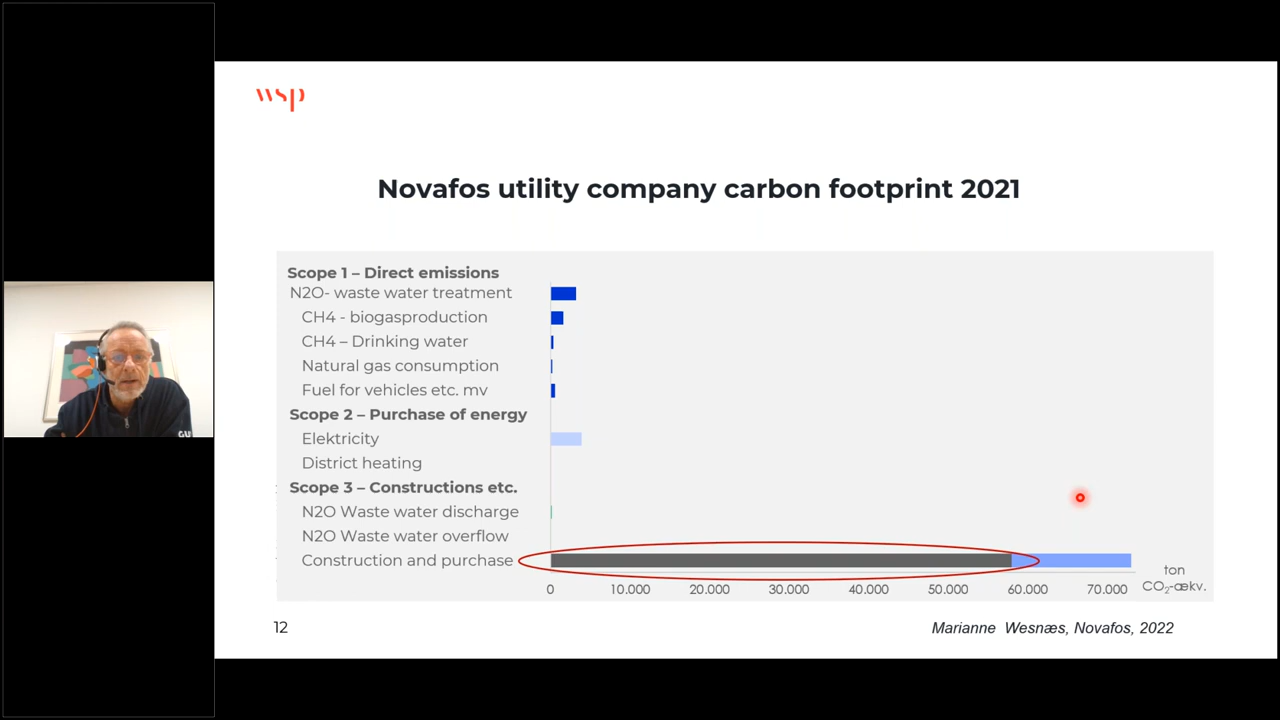 wsp
Novafos utility company carbon footprint 2021
Scope 1 – Direct emissions
N2O- waste water treatment
CH4 - biogasproduction
CH4 – Drinking water
Natural gas consumption
Fuel for vehicles etc. mv
Scope 2 – Purchase of energy
Elektricity
District heating
Scope 3 – Constructions etc.
N2O Waste water discharge
N2O Waste water overflow
Construction and purchase
0 10.000 20.000 30.000 40.000 50.000 60.000 70.000
ton
CO₂-ækv.
12
Marianne Wesnæs, Novafos, 2022